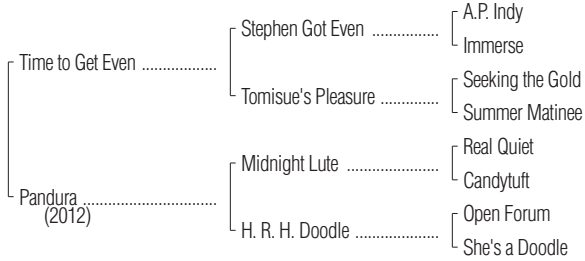 A.P. Indy
Stephen Got Even ..................
Immerse
Time to Get Even ..................
Seeking the Gold
Tomisue's Pleasure ..............
Summer Matinee
Real Quiet
Midnight Lute ......................
Candytuft
Pandura ..............................
(2012)
Open Forum
H. R. H. Doodle ....................
She's a Doodle